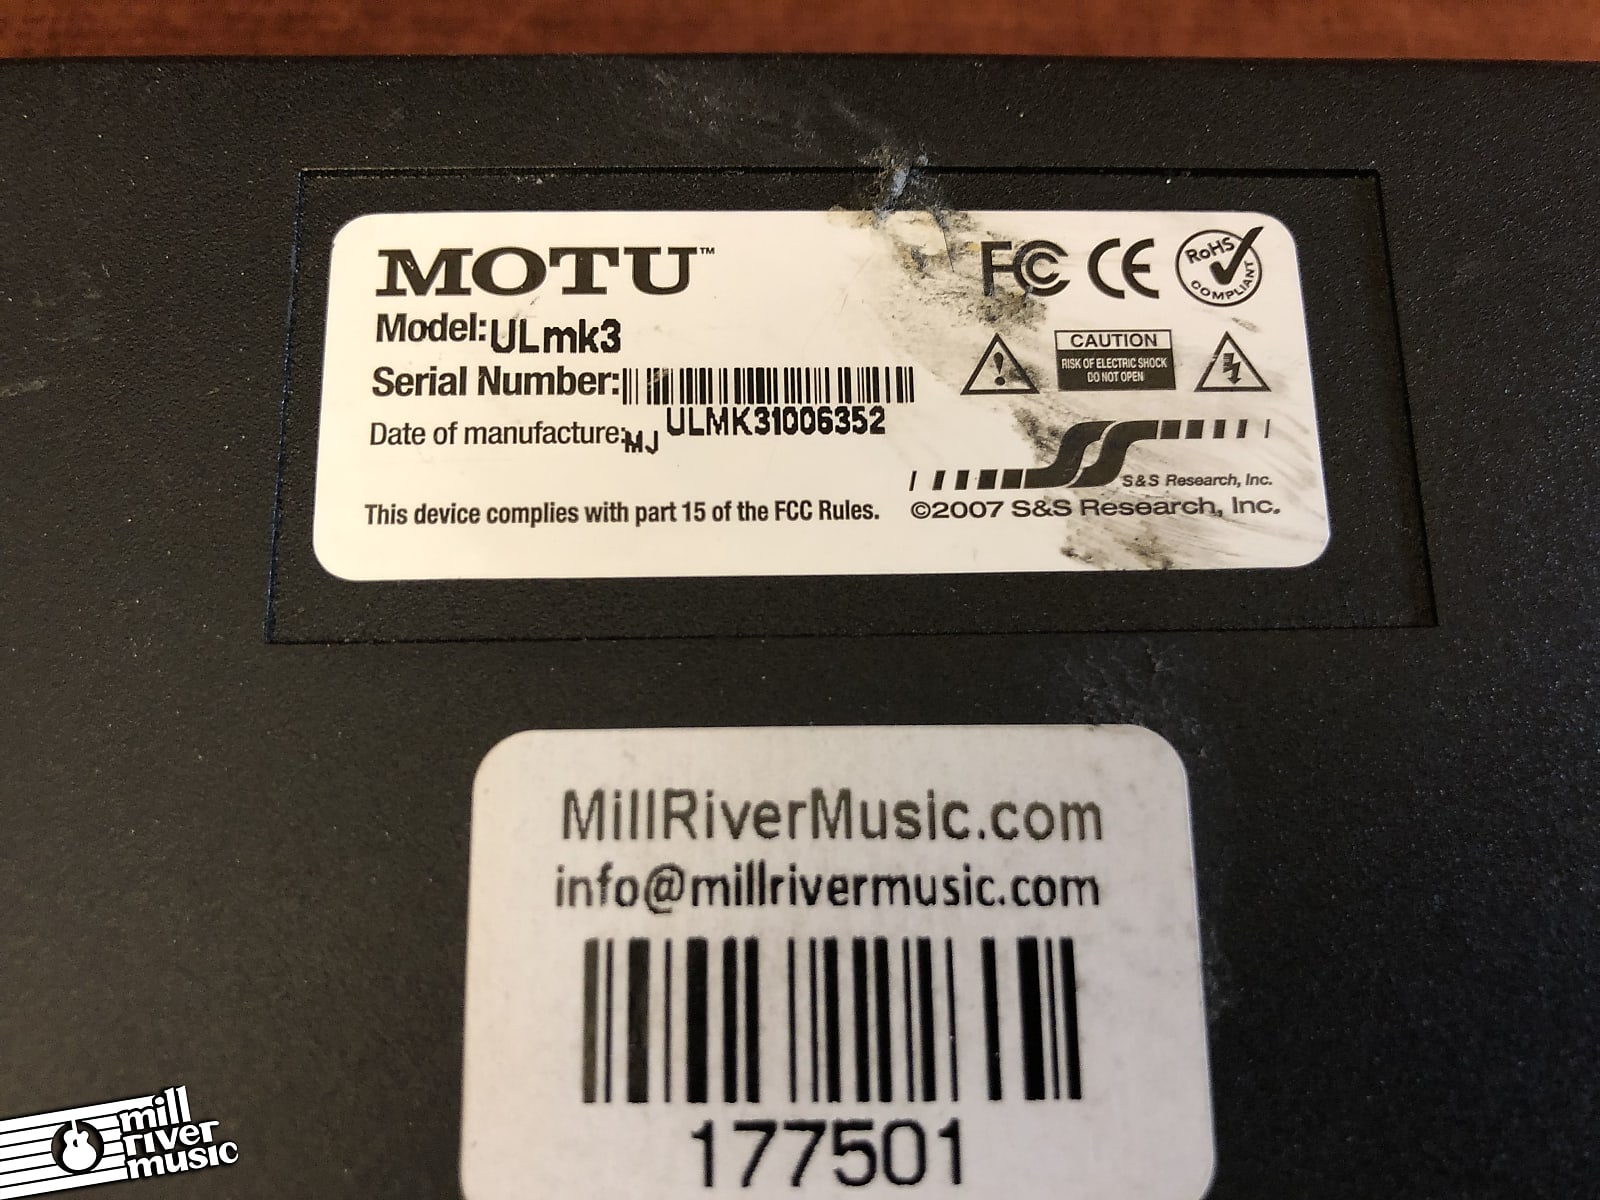 MOTU™
FC CE RoHS COMPLIANT
Model: ULmk3
CAUTION
RISK OF ELECTRIC SHOCK
DO NOT OPEN
Serial Number:
ULMK31006352
Date of manufacture: MJ
S&S Research, Inc.
This device complies with part 15 of the FCC Rules. ©2007 S&S Research, Inc.
MillRiverMusic.com
info@millrivermusic.com
177501
mill
river
music